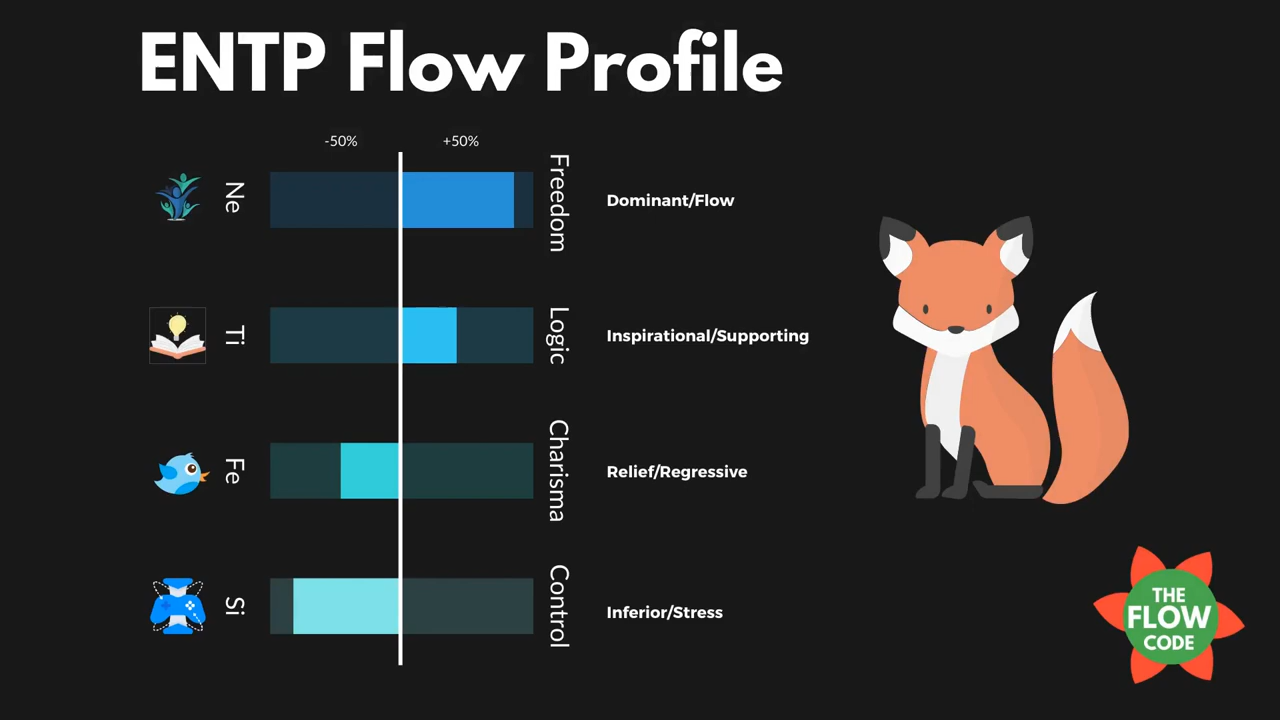 ENTP Flow Profile
-50%
+50%
Ne
Freedom
Dominant/Flow
Ti
Logic
Inspirational/Supporting
Fe
Charisma
Relief/Regressive
Si
Control
Inferior/Stress
THE
FLOW
CODE